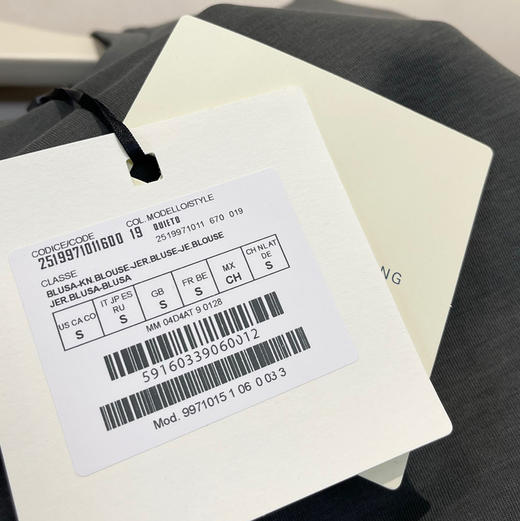 CODICE/CODE COL. MODELLO/STYLE
2519971011600 19 QUIETO
2519971011 670 019
CLASSE
BLUSA-KN.BLOUSE-JER.BLUSE-JE.BLOUSE
JER.BLUSA-BLUSA
US CA CO IT JP ES RU GB FR BE MX CH NL AT DE
S S S S CH S
MM 04D4AT 9 0128
59160339060012
Mod. 9971015 1 06 0 03 3
NG